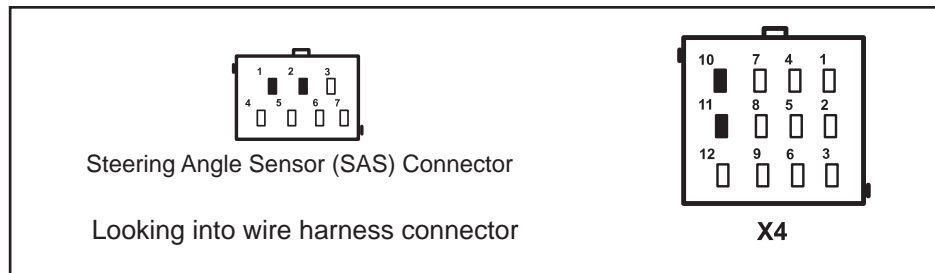 1 2 3
4 5 6 7
Steering Angle Sensor (SAS) Connector
Looking into wire harness connector
10 7 4 1
11 8 5 2
12 9 6 3
X4